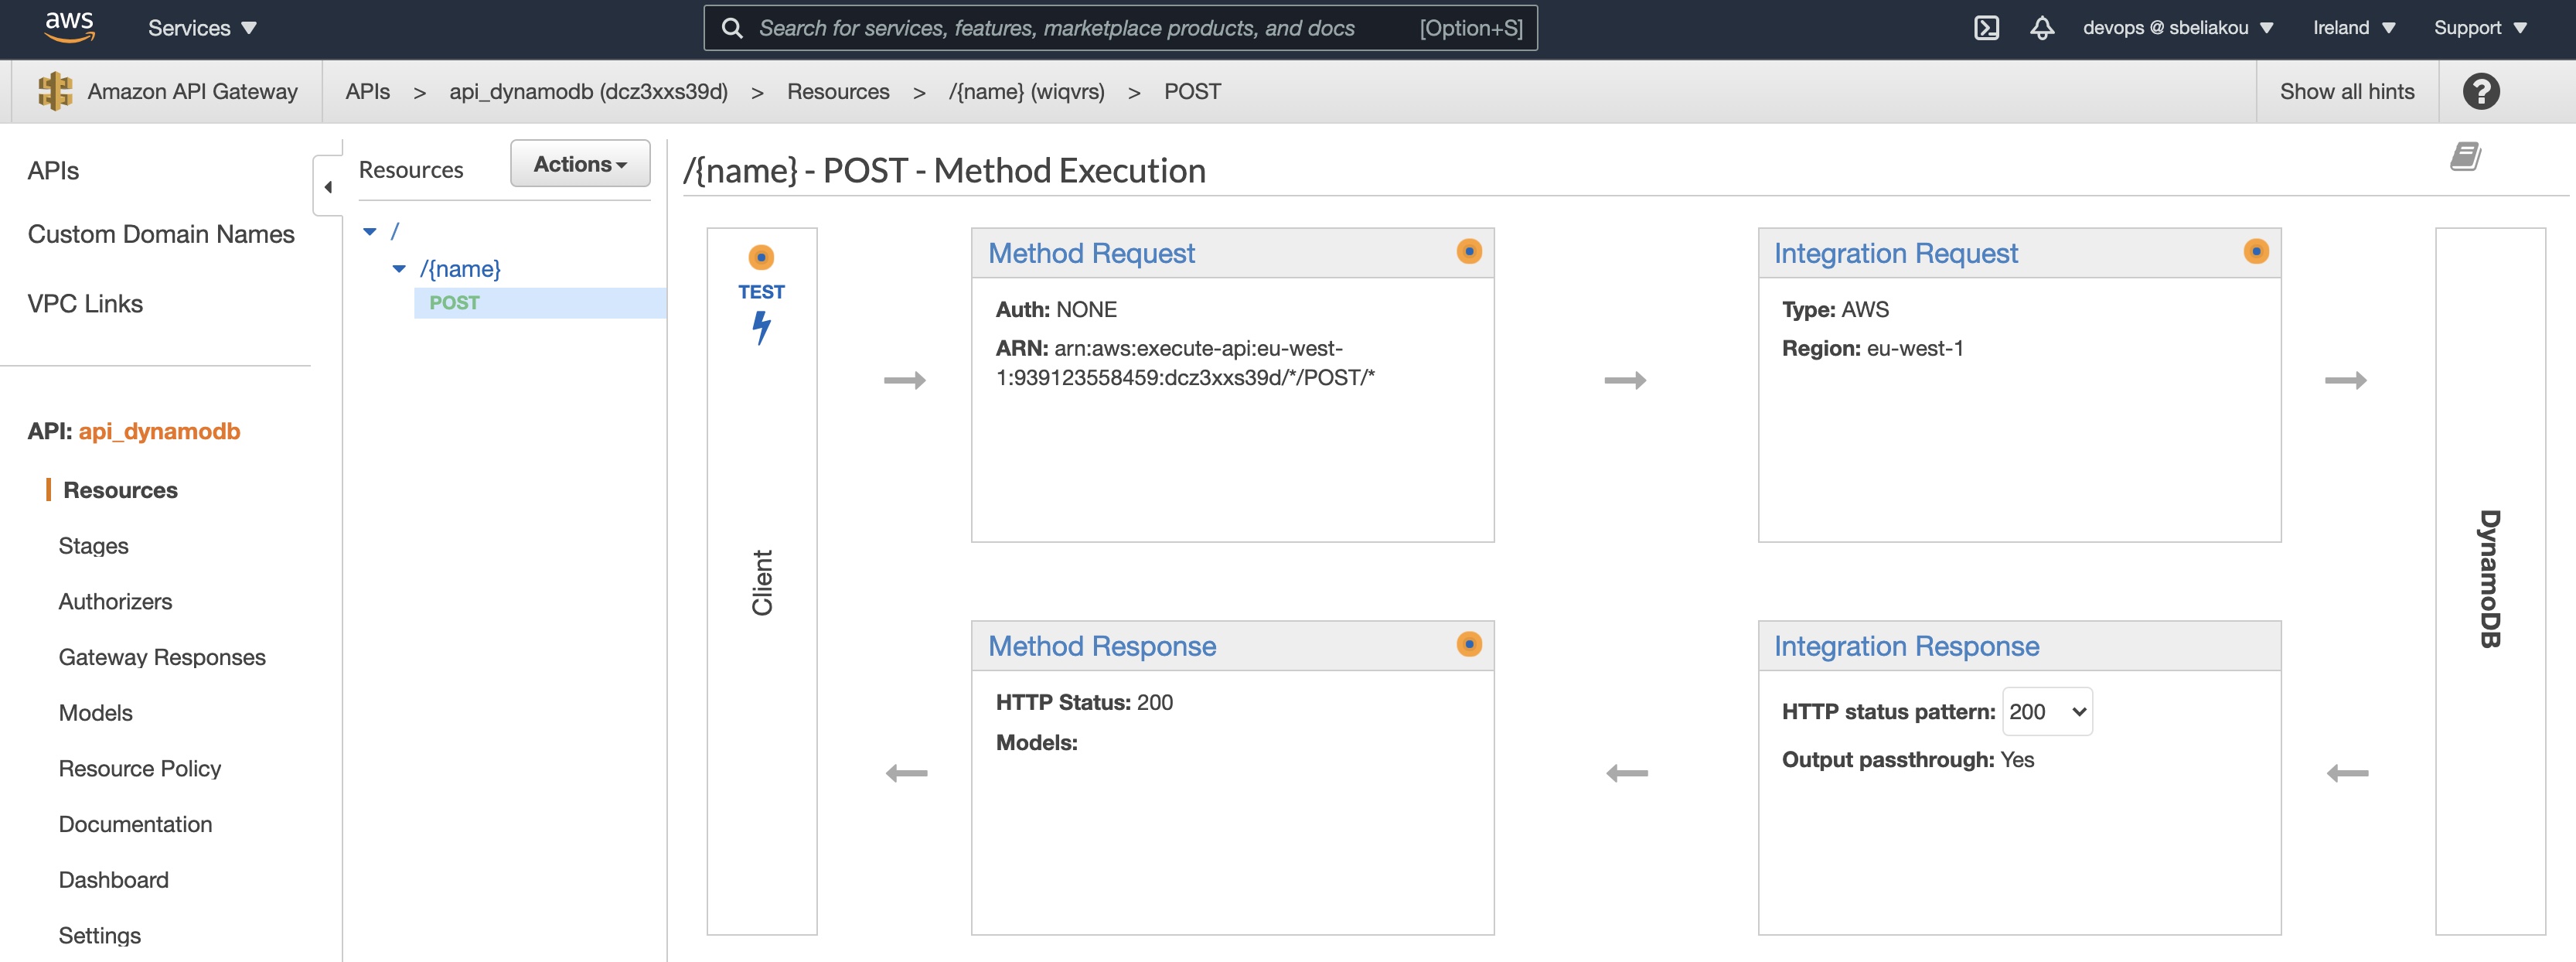 aws
Services
Search for services, features, marketplace products, and docs
[Option+S]
devops @ sbeliakou
Ireland
Support
Amazon API Gateway
APIs > api_dynamodb (dcz3xxs39d) > Resources > /{name} (wiqvrs) > POST
Show all hints
?
APIs
Custom Domain Names
VPC Links
API: api_dynamodb
Resources
Stages
Authorizers
Gateway Responses
Models
Resource Policy
Documentation
Dashboard
Settings
Resources
Actions
/
/{name}
POST
/{name} - POST - Method Execution
TEST
Client
Method Request
Auth: NONE
ARN: arn:aws:execute-api:eu-west-
1:939123558459:dcz3xxs39d/*/POST/*
Integration Request
Type: AWS
Region: eu-west-1
Method Response
HTTP Status: 200
Models:
Integration Response
HTTP status pattern: 200
Output passthrough: Yes
DynamoDB